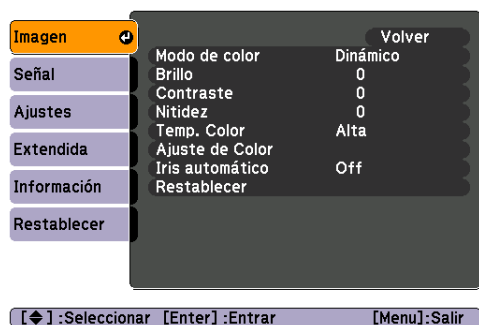 Imagen
Señal
Ajustes
Extendida
Información
Restablecer
Volver
Modo de color Dinámico
Brillo 0
Contraste 0
Nitidez 0
Temp. Color Alta
Ajuste de Color
Iris automático Off
Restablecer
[◆] :Seleccionar [Enter] :Entrar [Menu]:Salir